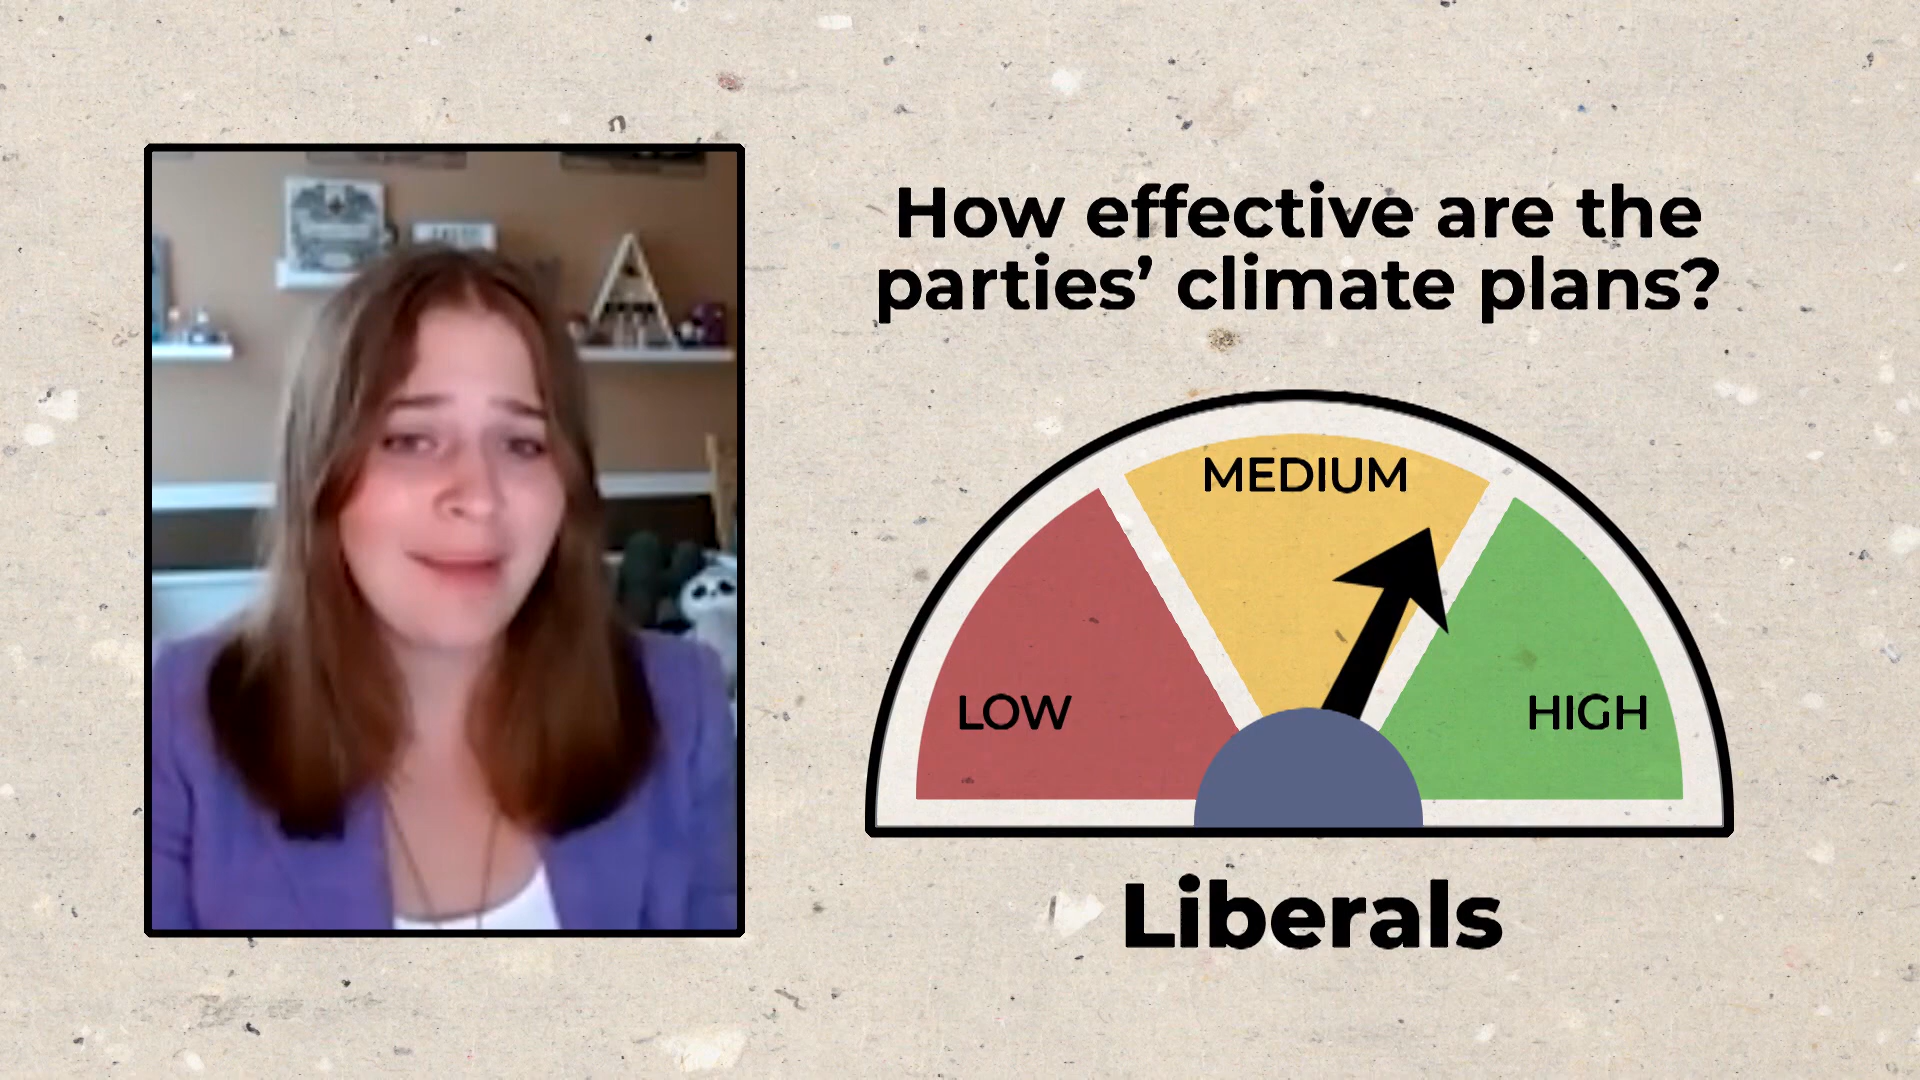 How effective are the
parties’ climate plans?
MEDIUM
LOW
HIGH
Liberals